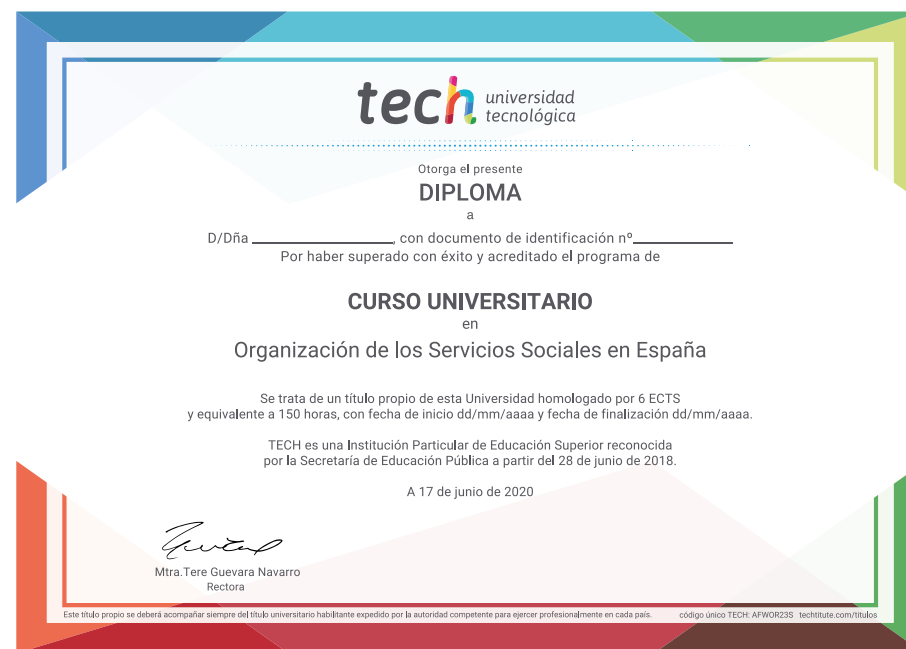 tech universidad
tecnológica
Otorga el presente
DIPLOMA
a
D/Dña ____________________, con documento de identificación nº______________
Por haber superado con éxito y acreditado el programa de
CURSO UNIVERSITARIO
en
Organización de los Servicios Sociales en España
Se trata de un título propio de esta Universidad homologado por 6 ECTS
y equivalente a 150 horas, con fecha de inicio dd/mm/aaaa y fecha de finalización dd/mm/aaaa.
TECH es una Institución Particular de Educación Superior reconocida
por la Secretaría de Educación Pública a partir del 28 de junio de 2018.
A 17 de junio de 2020
Mtra.Tere Guevara Navarro
Rectora
Este título propio se deberá acompañar siempre del título universitario habilitante expedido por la autoridad competente para ejercer profesionalmente en cada país. código único TECH: AFWOR23S techtitute.com/titulos